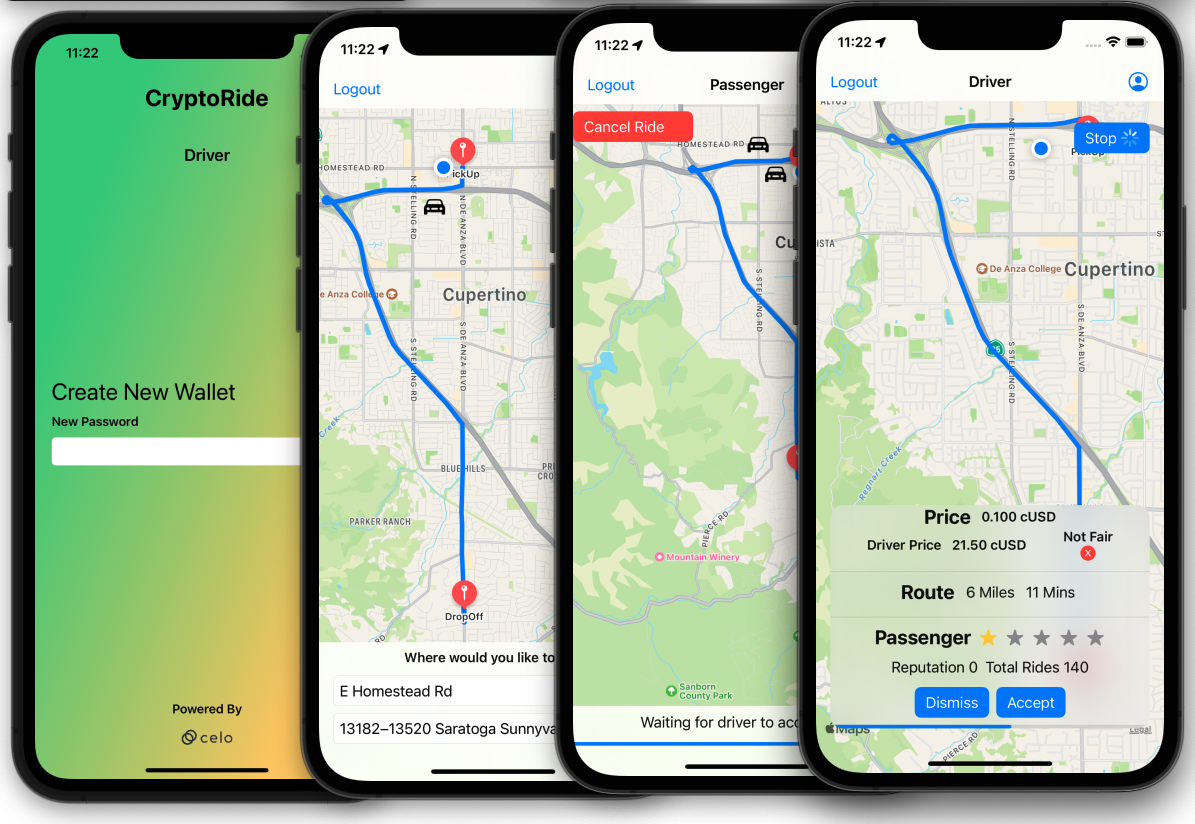 11:22
CryptoRide
Driver
Create New Wallet
New Password
Powered By
celo
11:22
Logout
HOMESTEAD RD
ickUp
N STELLING RD
N DE ANZA BLVD
e Anza College
Cupertino
S STELLING RD
S DE ANZA BLVD
Creek
BLUE HILLS
PARKER RANCH
DropOff
RD
Where would you like to
E Homestead Rd
13182–13520 Saratoga Sunnyva
11:22
Logout
Passenger
Cancel Ride
HOMESTEAD RD
Cu
S STELLING RD
PIERCE RD
Mountain Winery
Sanborn
County Park
Waiting for driver to acc
11:22
Logout
Driver
ALTOS
Stop
N STELLING RD
ISTA
De Anza College
Cupertino
S STELLING RD
S DE ANZA BLVD
Regnart Creek
Price 0.100 cUSD
Driver Price 21.50 cUSD
Not Fair
X
Route 6 Miles 11 Mins
Passenger
Reputation 0 Total Rides 140
Dismiss
Accept
Maps
Legal
PIERCE RD